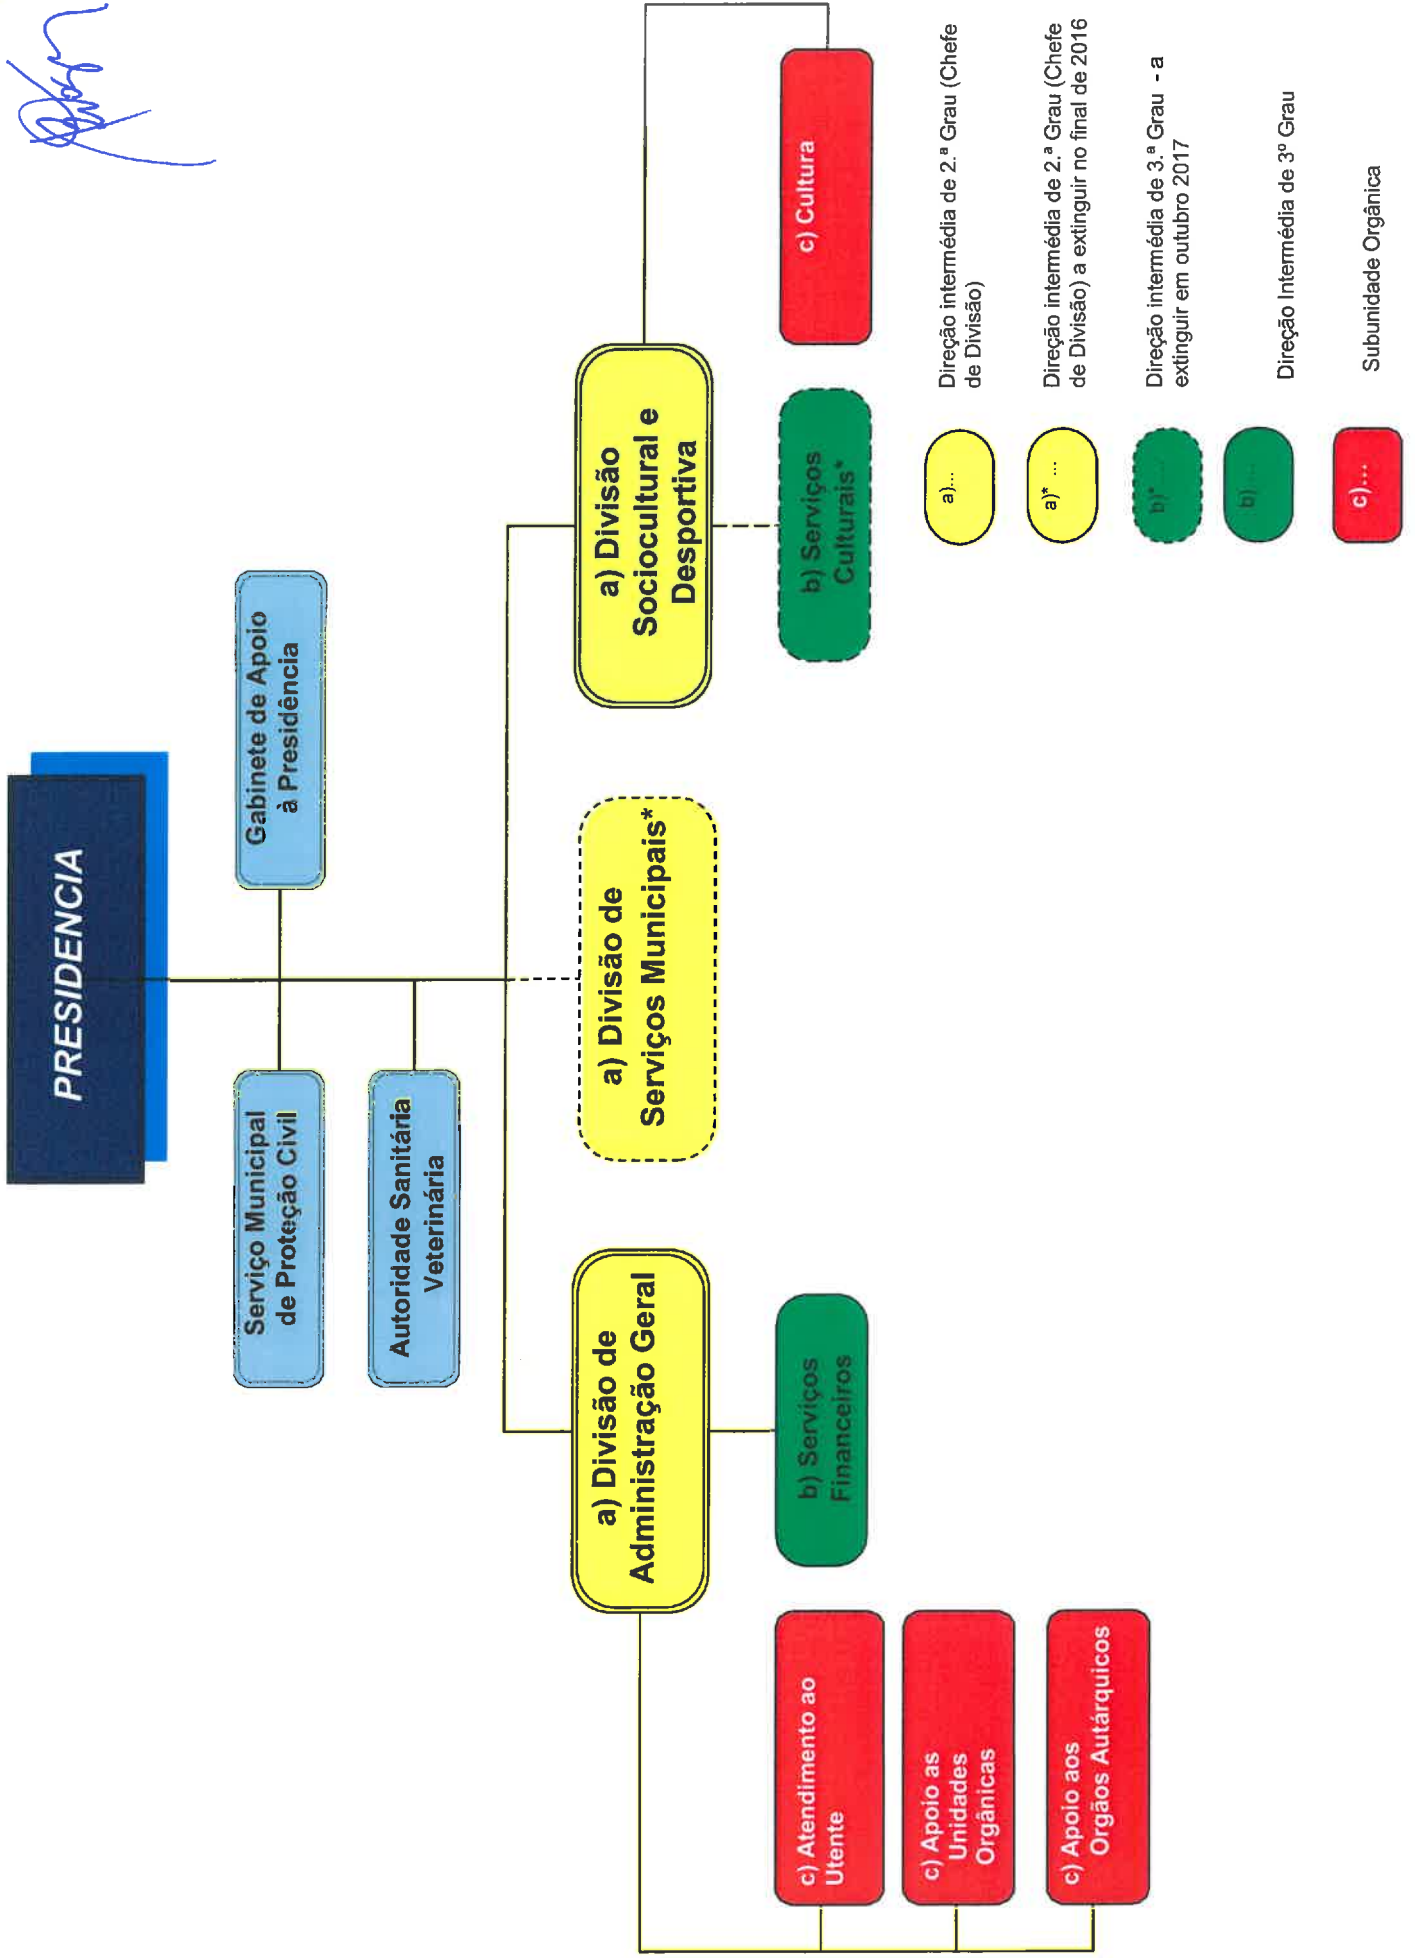 PRESIDENCIA
Serviço Municipal
de Proteção Civil
Gabinete de Apoio
à Presidência
Autoridade Sanitária
Veterinária
a) Divisão de
Administração Geral
a) Divisão de
Serviços Municipais*
a) Divisão
Sociocultural e
Desportiva
c) Atendimento ao
Utente
c) Apoio as
Unidades
Orgânicas
c) Apoio aos
Orgãos Autárquicos
b) Serviços
Financeiros
b) Serviços
Culturais*
c) Cultura
a)...
Direção intermédia de 2.ª Grau (Chefe
de Divisão)
a)* ...
Direção intermédia de 2.ª Grau (Chefe
de Divisão) a extinguir no final de 2016
b)* ...
Direção intermédia de 3.ª Grau - a
extinguir em outubro 2017
b)...
Direção Intermédia de 3º Grau
c)...
Subunidade Orgânica